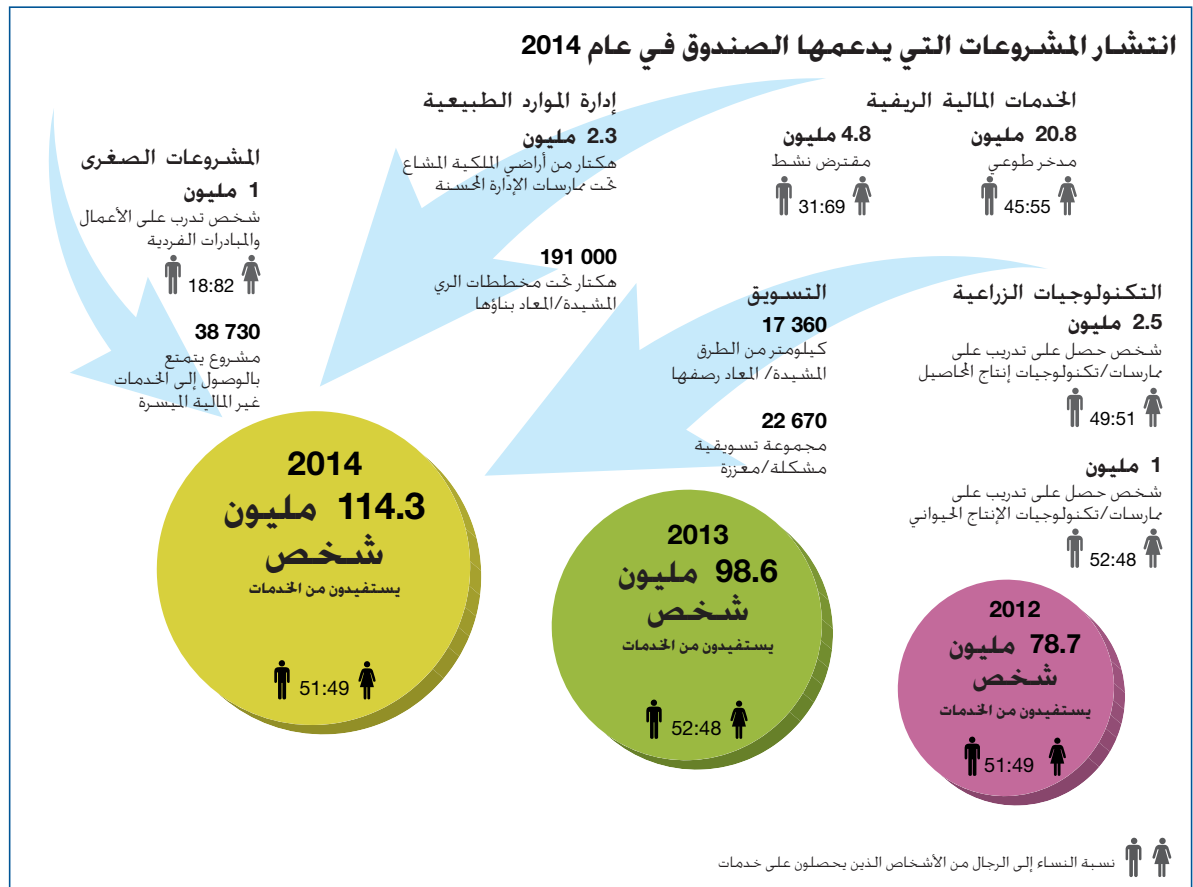 انتشار المشروعات التي يدعمها الصندوق في عام 2014
الخدمات المالية الريفية
20.8 مليون
مدخر طوعي
45:55
4.8 مليون
مقترض نشط
31:69
إدارة الموارد الطبيعية
2.3 مليون
هكتار من أراضي الملكية المشاع
تحت ممارسات الإدارة المحسنة
191 000
هكتار تحت مخططات الري
المشيدة/المعاد بناؤها
المشروعات الصغرى
1 مليون
شخص تدرب على الأعمال
والمبادرات الفردية
18:82
38 730
مشروع يتمتع
بالوصول إلى الخدمات
غير المالية الميسرة
التكنولوجيات الزراعية
2.5 مليون
شخص حصل على تدريب على
ممارسات/تكنولوجيات إنتاج المحاصيل
49:51
1 مليون
شخص حصل على تدريب على
ممارسات/تكنولوجيات الإنتاج الحيواني
52:48
التسويق
17 360
كيلومتر من الطرق
المشيدة/ المعاد رصفها
22 670
مجموعة تسويقية
مشكلة/معززة
2014
114.3 مليون
شخص
يستفيدون من الخدمات
51:49
2013
98.6 مليون
شخص
يستفيدون من الخدمات
52:48
2012
78.7 مليون
شخص
يستفيدون من الخدمات
51:49
نسبة النساء إلى الرجال من الأشخاص الذين يحصلون على خدمات